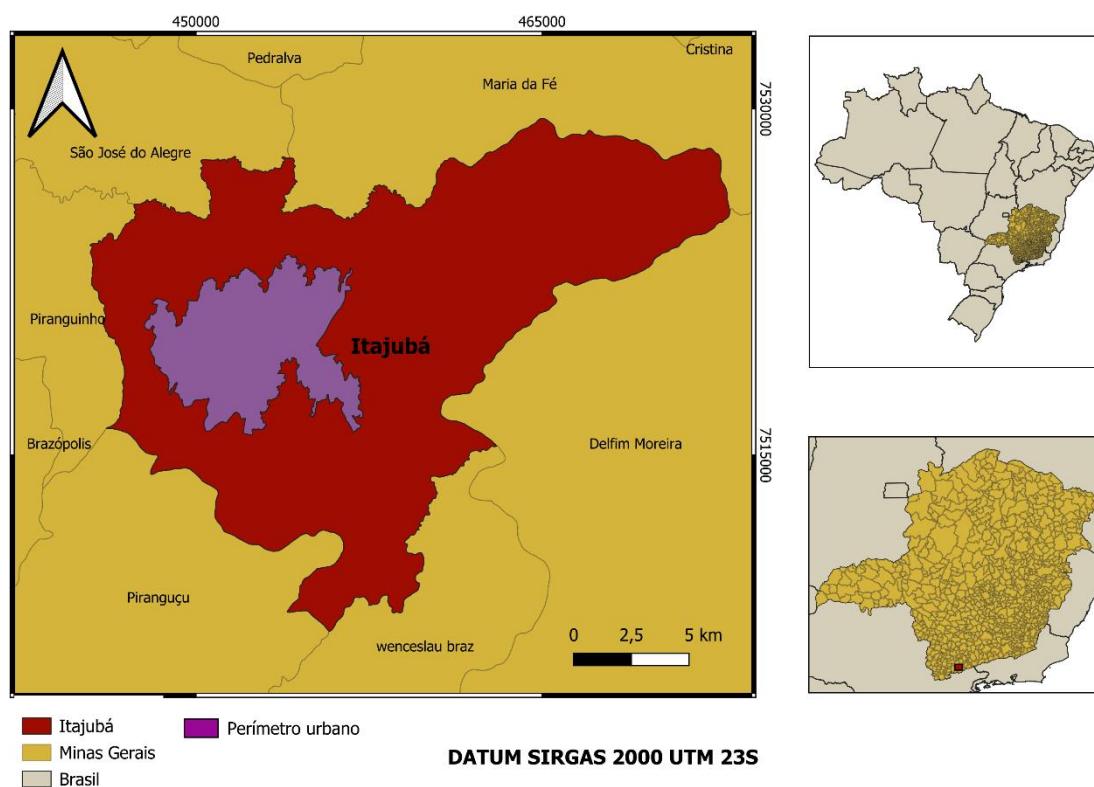 450000
465000
Pedralva
Cristina
Maria da Fé
7530000
São José do Alegre
Piranguinho
Itajubá
Brazópolis
Delfim Moreira
7515000
Piranguçu
wenceslau braz
0 2,5 5 km
Itajubá
Perímetro urbano
Minas Gerais
Brasil
DATUM SIRGAS 2000 UTM 23S